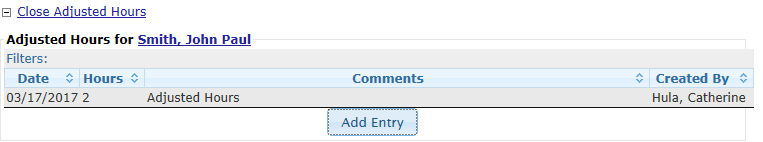 Close Adjusted Hours
Adjusted Hours for Smith, John Paul
Filters:
Date Hours Comments Created By
03/17/2017 2 Adjusted Hours Hula, Catherine
Add Entry